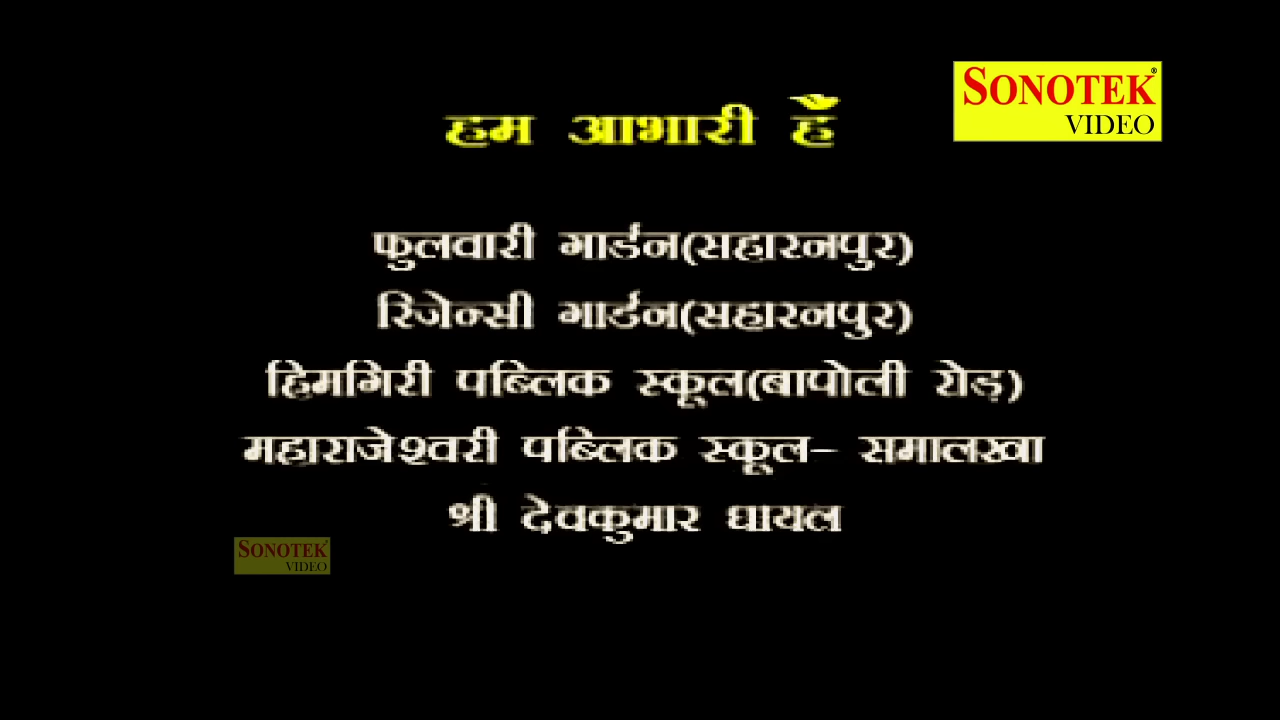 SONOTEK®
VIDEO
हम आभारी हैं
फुलवारी गार्डन(सहारनपुर)
रिजेन्सी गार्डन(सहारनपुर)
हिमगिरी पब्लिक स्कूल(बापोली रोड़)
महाराजेश्वरी पब्लिक स्कूल- समालखा
श्री देवकुमार घायल
SONOTEK
VIDEO